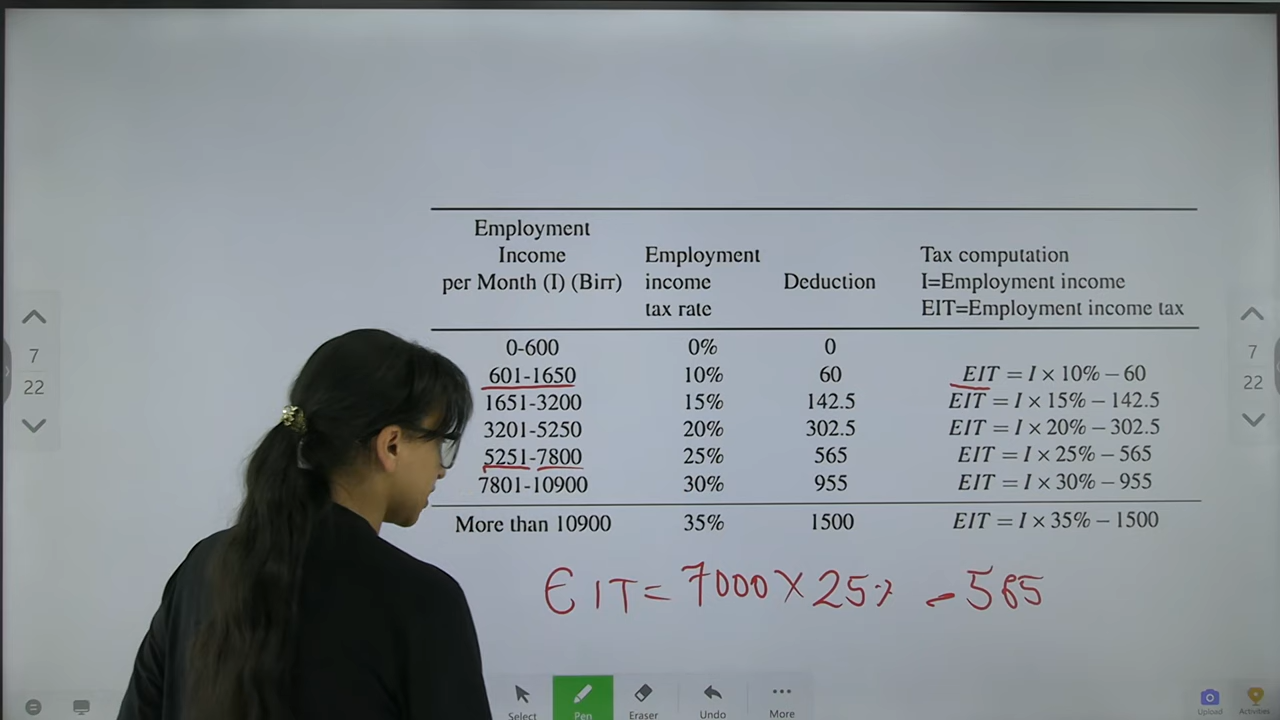 Employment
Income
per Month (I) (Birr)
Employment
income
tax rate
Deduction
Tax computation
I=Employment income
EIT=Employment income tax
0-600 0% 0
601-1650 10% 60 EIT = I × 10% − 60
1651-3200 15% 142.5 EIT = I × 15% − 142.5
3201-5250 20% 302.5 EIT = I × 20% − 302.5
5251-7800 25% 565 EIT = I × 25% − 565
7801-10900 30% 955 EIT = I × 30% − 955
More than 10900 35% 1500 EIT = I × 35% − 1500
EIT = 7000 × 25% - 565
7
22
7
22
Select
Pen
Eraser
Undo
More
Upload
Activities